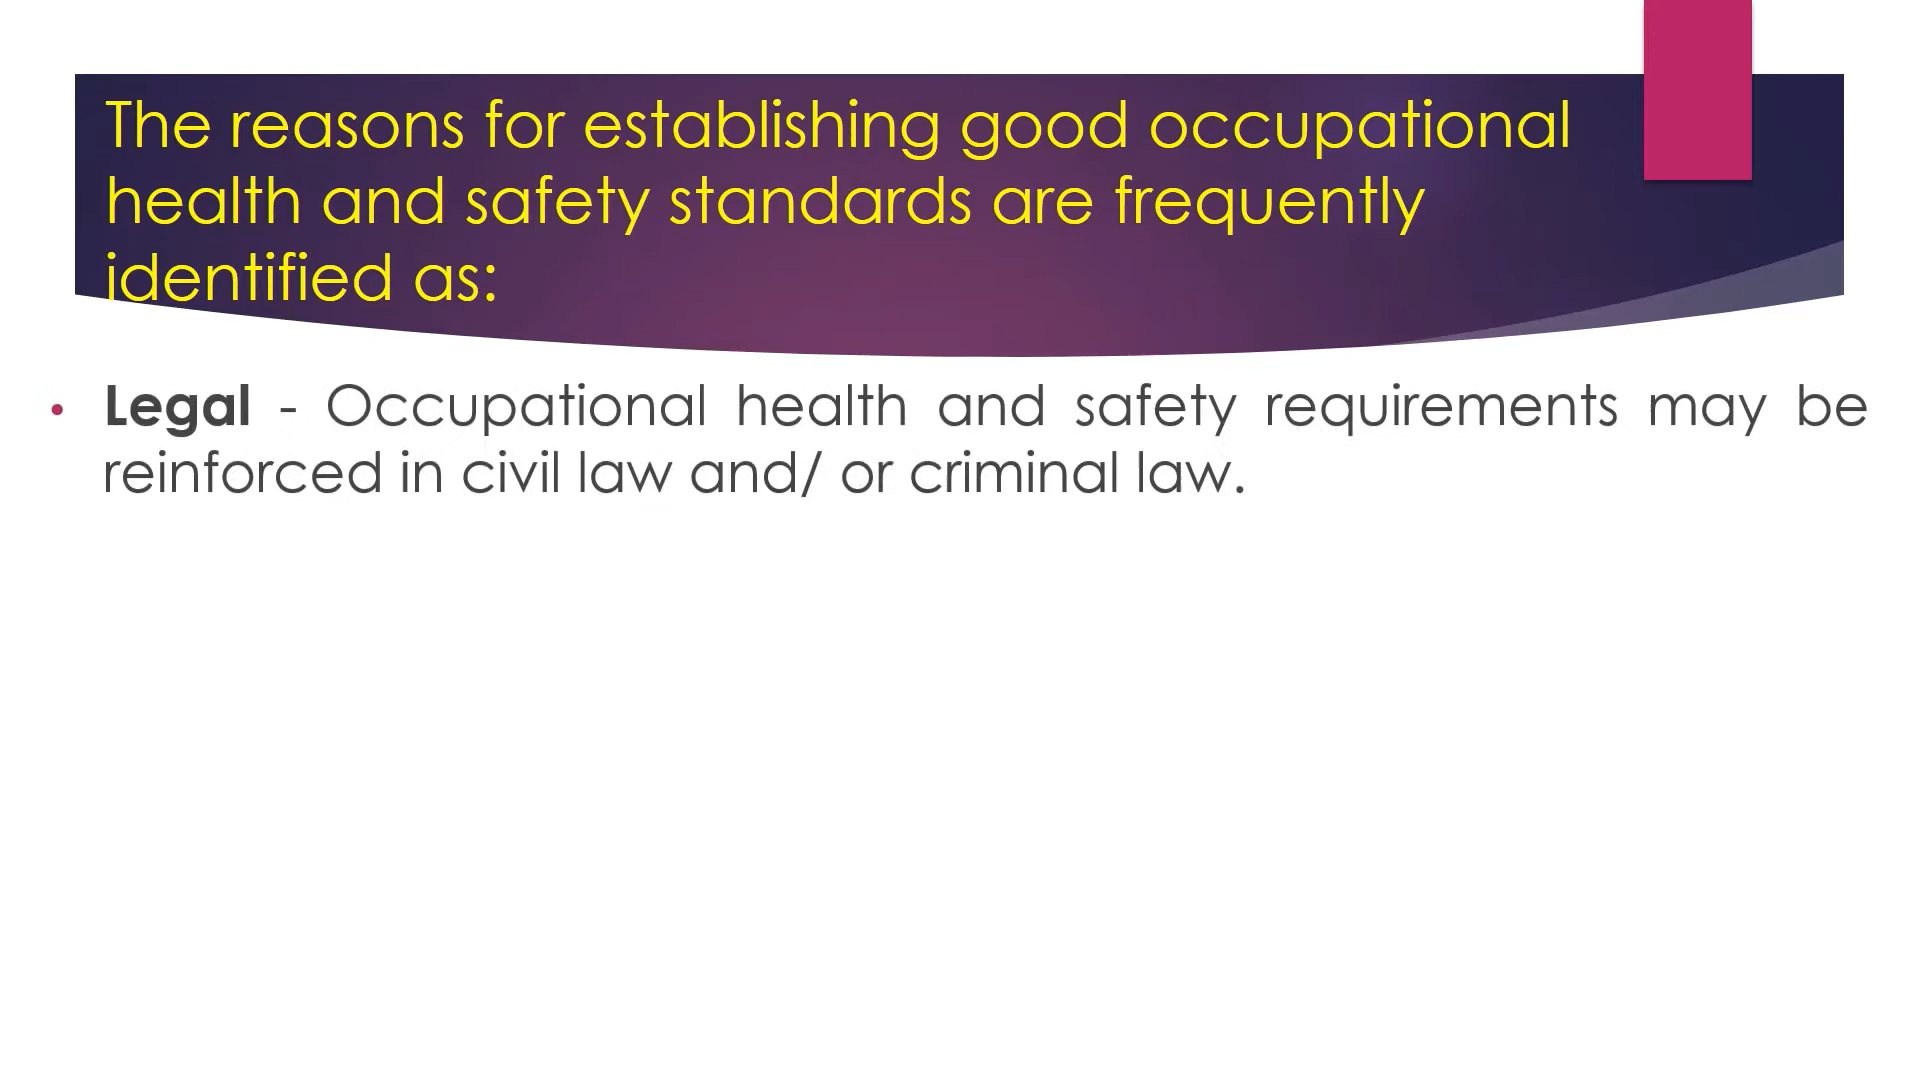 The reasons for establishing good occupational
health and safety standards are frequently
identified as:
• Legal - Occupational health and safety requirements may be
reinforced in civil law and/ or criminal law.